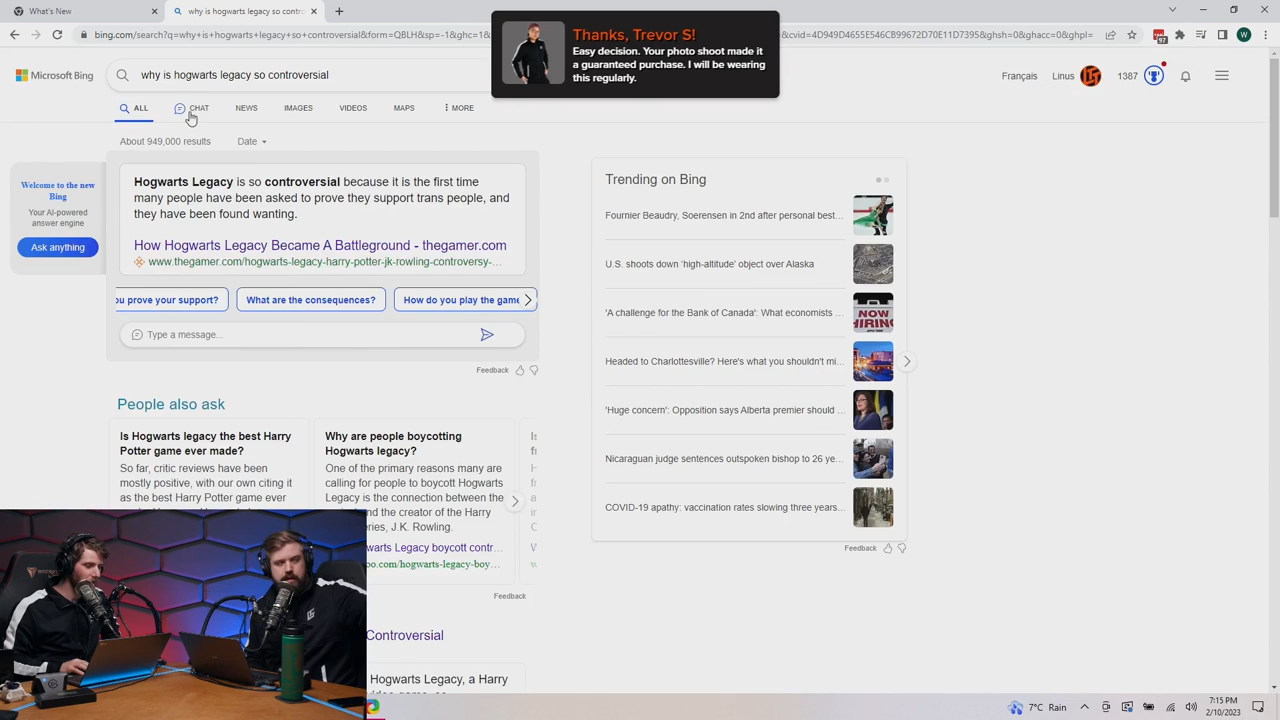 What's New
why is hogwarts legacy so contro
bing.com/search?q=why+is+hogwarts+legacy+so+controversial&form=QBLH&sp=-1&ghc=1
cvid=4D949D4655E546CB99672D70E11D7395&ghsh=0&ghacc=0&ghpl=
97
W
Thanks, Trevor S!
Easy decision. Your photo shoot made it
a guaranteed purchase. I will be wearing
this regularly.
Microsoft Bing
why is hogwarts legacy so controversial
Français
Linus
1387
ALL
CHAT
NEWS
IMAGES
VIDEOS
MAPS
MORE
About 949,000 results
Date
Welcome to the new
Bing
Your AI-powered
answer engine
Ask anything
Hogwarts Legacy is so controversial because it is the first time
many people have been asked to prove they support trans people, and
they have been found wanting.
How Hogwarts Legacy Became A Battleground - thegamer.com
www.thegamer.com/hogwarts-legacy-harry-potter-jk-rowling-controversy-...
ou prove your support?
What are the consequences?
How do you play the game
Type a message...
Feedback
People also ask
Is Hogwarts legacy the best Harry
Potter game ever made?
So far, critic reviews have been
mostly positive, with our own citing it
as the best Harry Potter game ever
Why are people boycotting
Hogwarts legacy?
One of the primary reasons many are
calling for people to boycott Hogwarts
Legacy is the connection between the
and the creator of the Harry
eries, J.K. Rowling.
warts Legacy boycott contr...
oo.com/hogwarts-legacy-boy...
Feedback
Controversial
Hogwarts Legacy, a Harry
Trending on Bing
Fournier Beaudry, Soerensen in 2nd after personal best...
U.S. shoots down 'high-altitude' object over Alaska
'A challenge for the Bank of Canada': What economists ...
Headed to Charlottesville? Here's what you shouldn't mi...
'Huge concern': Opposition says Alberta premier should ...
Nicaraguan judge sentences outspoken bishop to 26 ye...
COVID-19 apathy: vaccination rates slowing three years...
Feedback
7°C Rain
7:15 PM
2/10/2023